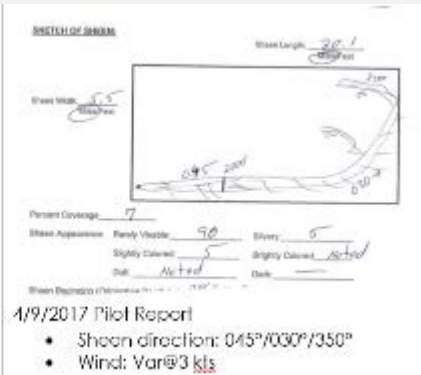 SKETCH OF SHEEN:
Sheen Length 20.1
Miles/Feet
Sheen Width 5.5
Miles/Feet
045
030
Percent Coverage 7
Sheen Appearance Barely Visible 90 Silvery 5
Slightly Colored 5 Brightly Colored Noted
Dull Noted Dark —
Sheen
4/9/2017 Pilot Report
• Sheen direction: 045°/030°/350°
• Wind: Var@3 kts